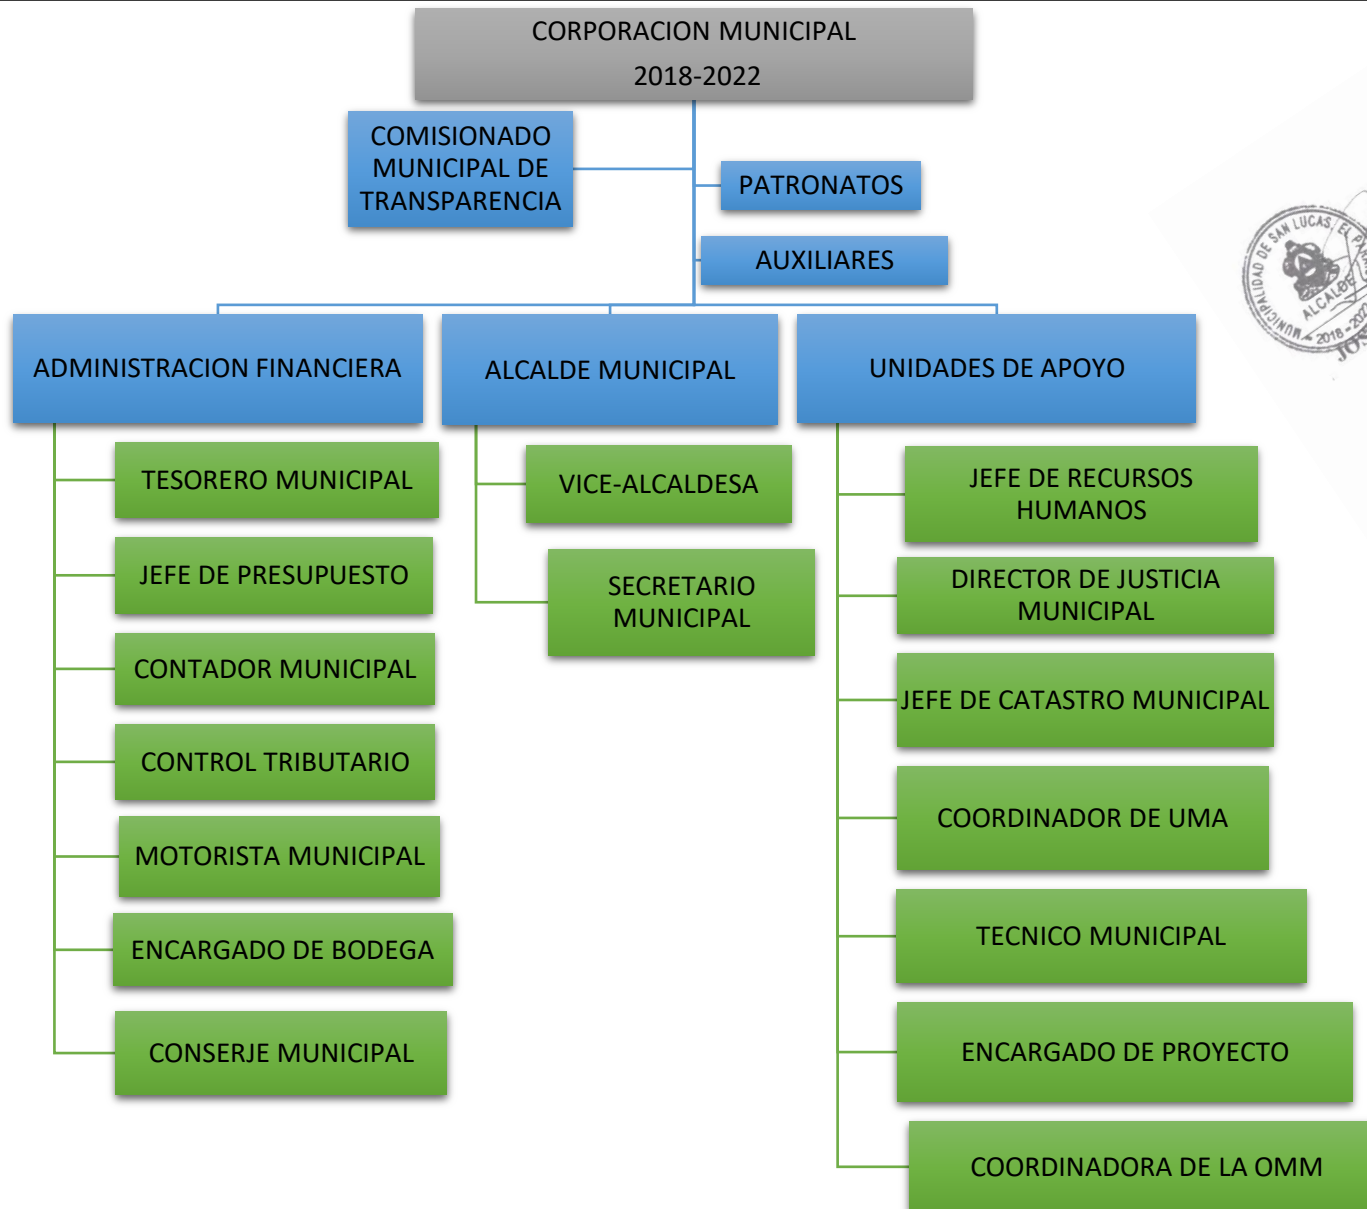 CORPORACION MUNICIPAL
2018-2022
COMISIONADO
MUNICIPAL DE
TRANSPARENCIA
PATRONATOS
AUXILIARES
ADMINISTRACION FINANCIERA
ALCALDE MUNICIPAL
UNIDADES DE APOYO
TESORERO MUNICIPAL
JEFE DE PRESUPUESTO
CONTADOR MUNICIPAL
CONTROL TRIBUTARIO
MOTORISTA MUNICIPAL
ENCARGADO DE BODEGA
CONSERJE MUNICIPAL
VICE-ALCALDESA
SECRETARIO
MUNICIPAL
JEFE DE RECURSOS
HUMANOS
DIRECTOR DE JUSTICIA
MUNICIPAL
JEFE DE CATASTRO MUNICIPAL
COORDINADOR DE UMA
TECNICO MUNICIPAL
ENCARGADO DE PROYECTO
COORDINADORA DE LA OMM
MUNICIPALIDAD DE SAN LUCAS, EL
ALCALDE
2018-2022